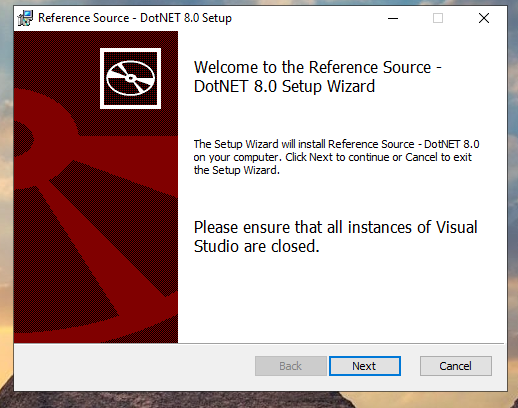 Reference Source - DotNET 8.0 Setup
Welcome to the Reference Source -
DotNET 8.0 Setup Wizard
The Setup Wizard will install Reference Source - DotNET 8.0
on your computer. Click Next to continue or Cancel to exit
the Setup Wizard.
Please ensure that all instances of Visual
Studio are closed.
Back
Next
Cancel